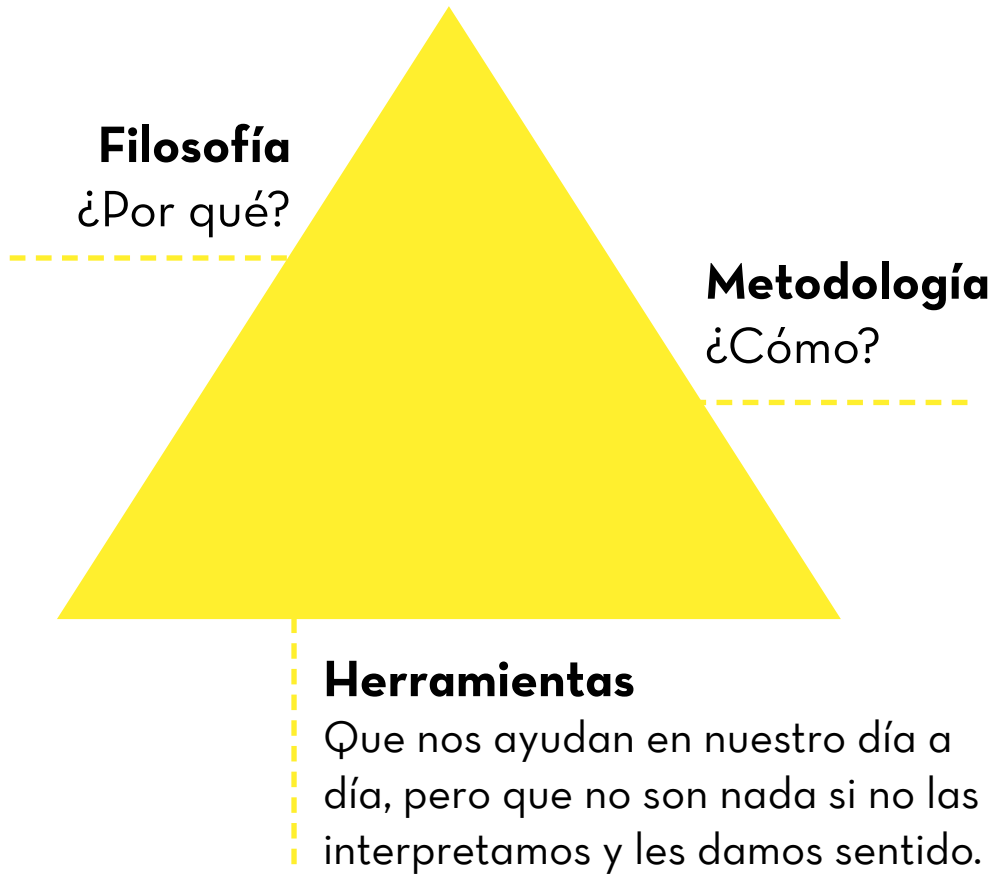 Filosofía
¿Por qué?
Metodología
¿Cómo?
Herramientas
Que nos ayudan en nuestro día a
día, pero que no son nada si no las
interpretamos y les damos sentido.